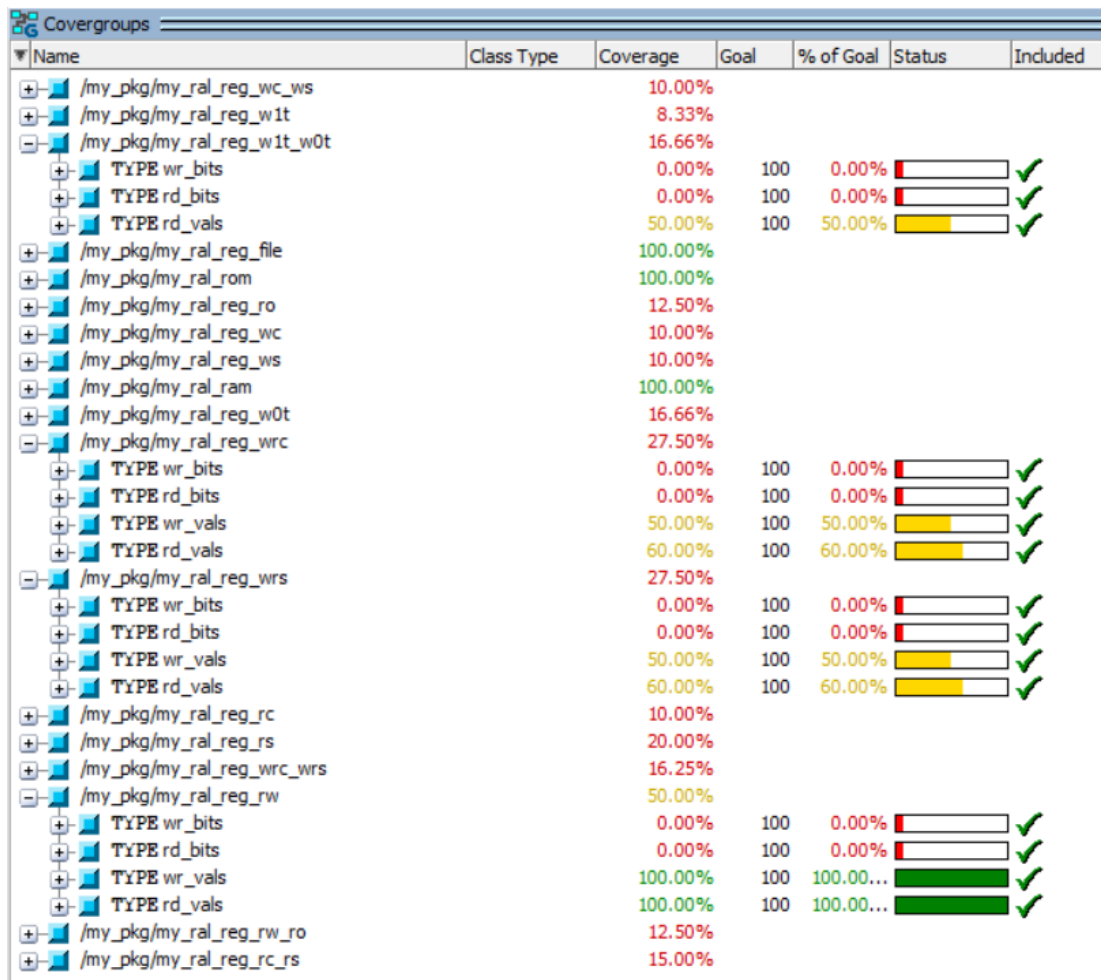 Covergroups
Name Class Type Coverage Goal % of Goal Status Included
/my_pkg/my_ral_reg_wc_ws 10.00%
/my_pkg/my_ral_reg_w1t 8.33%
/my_pkg/my_ral_reg_w1t_w0t 16.66%
TYPE wr_bits 0.00% 100 0.00%
TYPE rd_bits 0.00% 100 0.00%
TYPE rd_vals 50.00% 100 50.00%
/my_pkg/my_ral_reg_file 100.00%
/my_pkg/my_ral_rom 100.00%
/my_pkg/my_ral_reg_ro 12.50%
/my_pkg/my_ral_reg_wc 10.00%
/my_pkg/my_ral_reg_ws 10.00%
/my_pkg/my_ral_ram 100.00%
/my_pkg/my_ral_reg_w0t 16.66%
/my_pkg/my_ral_reg_wrc 27.50%
TYPE wr_bits 0.00% 100 0.00%
TYPE rd_bits 0.00% 100 0.00%
TYPE wr_vals 50.00% 100 50.00%
TYPE rd_vals 60.00% 100 60.00%
/my_pkg/my_ral_reg_wrs 27.50%
TYPE wr_bits 0.00% 100 0.00%
TYPE rd_bits 0.00% 100 0.00%
TYPE wr_vals 50.00% 100 50.00%
TYPE rd_vals 60.00% 100 60.00%
/my_pkg/my_ral_reg_rc 10.00%
/my_pkg/my_ral_reg_rs 20.00%
/my_pkg/my_ral_reg_wrc_wrs 16.25%
/my_pkg/my_ral_reg_rw 50.00%
TYPE wr_bits 0.00% 100 0.00%
TYPE rd_bits 0.00% 100 0.00%
TYPE wr_vals 100.00% 100 100.00...
TYPE rd_vals 100.00% 100 100.00...
/my_pkg/my_ral_reg_rw_ro 12.50%
/my_pkg/my_ral_reg_rc_rs 15.00%